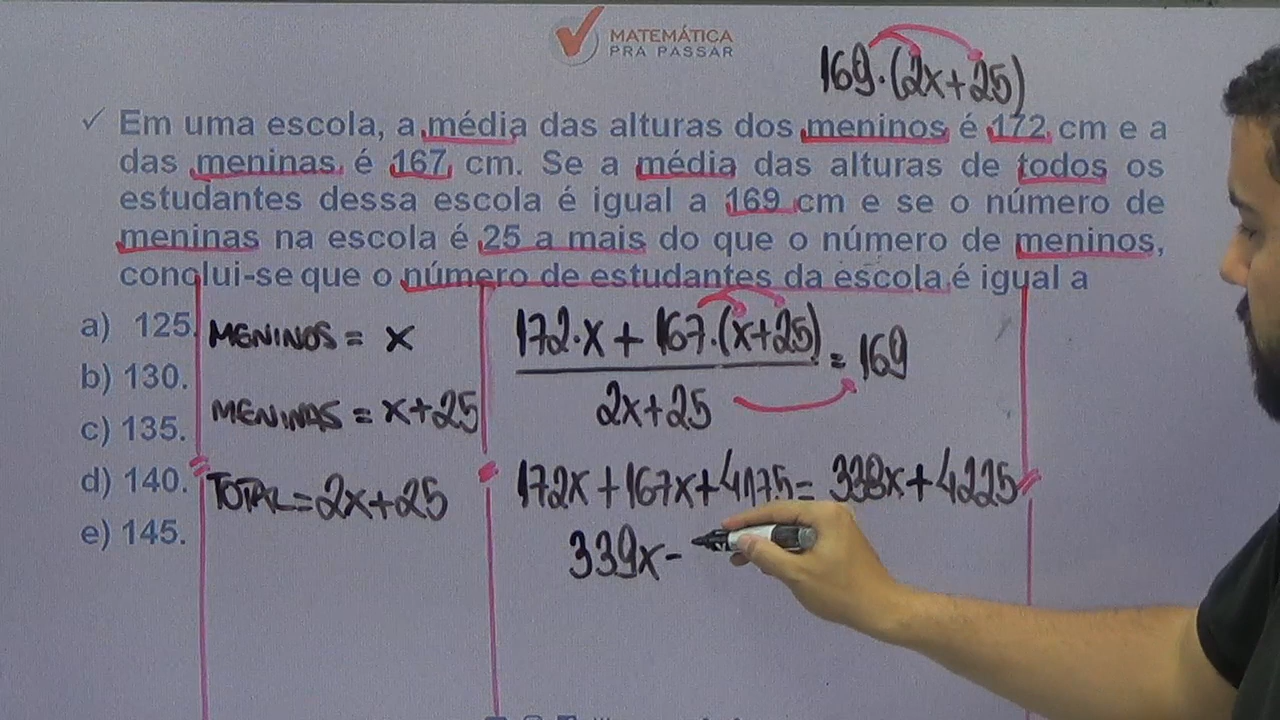 MATEMÁTICA
PRA PASSAR
169.(2x+25)
✓ Em uma escola, a média das alturas dos meninos é 172 cm e a
das meninas é 167 cm. Se a média das alturas de todos os
estudantes dessa escola é igual a 169 cm e se o número de
meninas na escola é 25 a mais do que o número de meninos,
conclui-se que o número de estudantes da escola é igual a
a) 125.
b) 130.
c) 135.
d) 140.
e) 145.
MENINOS = x
MENINAS = x+25
TOTAL = 2x+25
172.x + 167.(x+25) = 169
2x+25
172x + 167x + 4175 = 338x + 4225
339x -